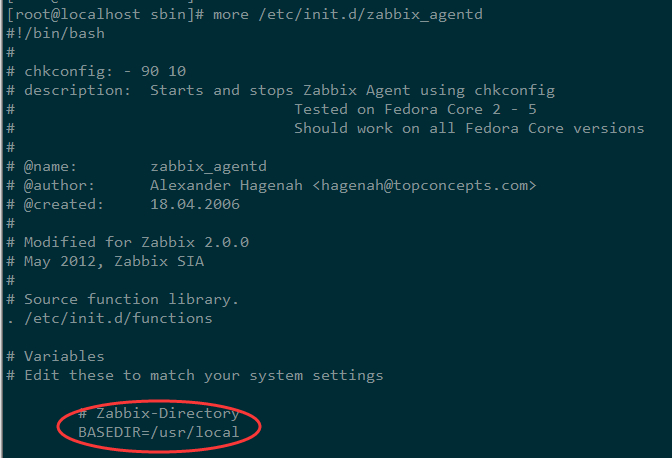 [root@localhost sbin]# more /etc/init.d/zabbix_agentd
#!/bin/bash
#
# chkconfig: - 90 10
# description:  Starts and stops Zabbix Agent using chkconfig
#                               Tested on Fedora Core 2 - 5
#                               Should work on all Fedora Core versions
#
# @name:        zabbix_agentd
# @author:      Alexander Hagenah <hagenah@topconcepts.com>
# @created:     18.04.2006
#
# Modified for Zabbix 2.0.0
# May 2012, Zabbix SIA
#
# Source function library.
. /etc/init.d/functions

# Variables
# Edit these to match your system settings

        # Zabbix-Directory
        BASEDIR=/usr/local